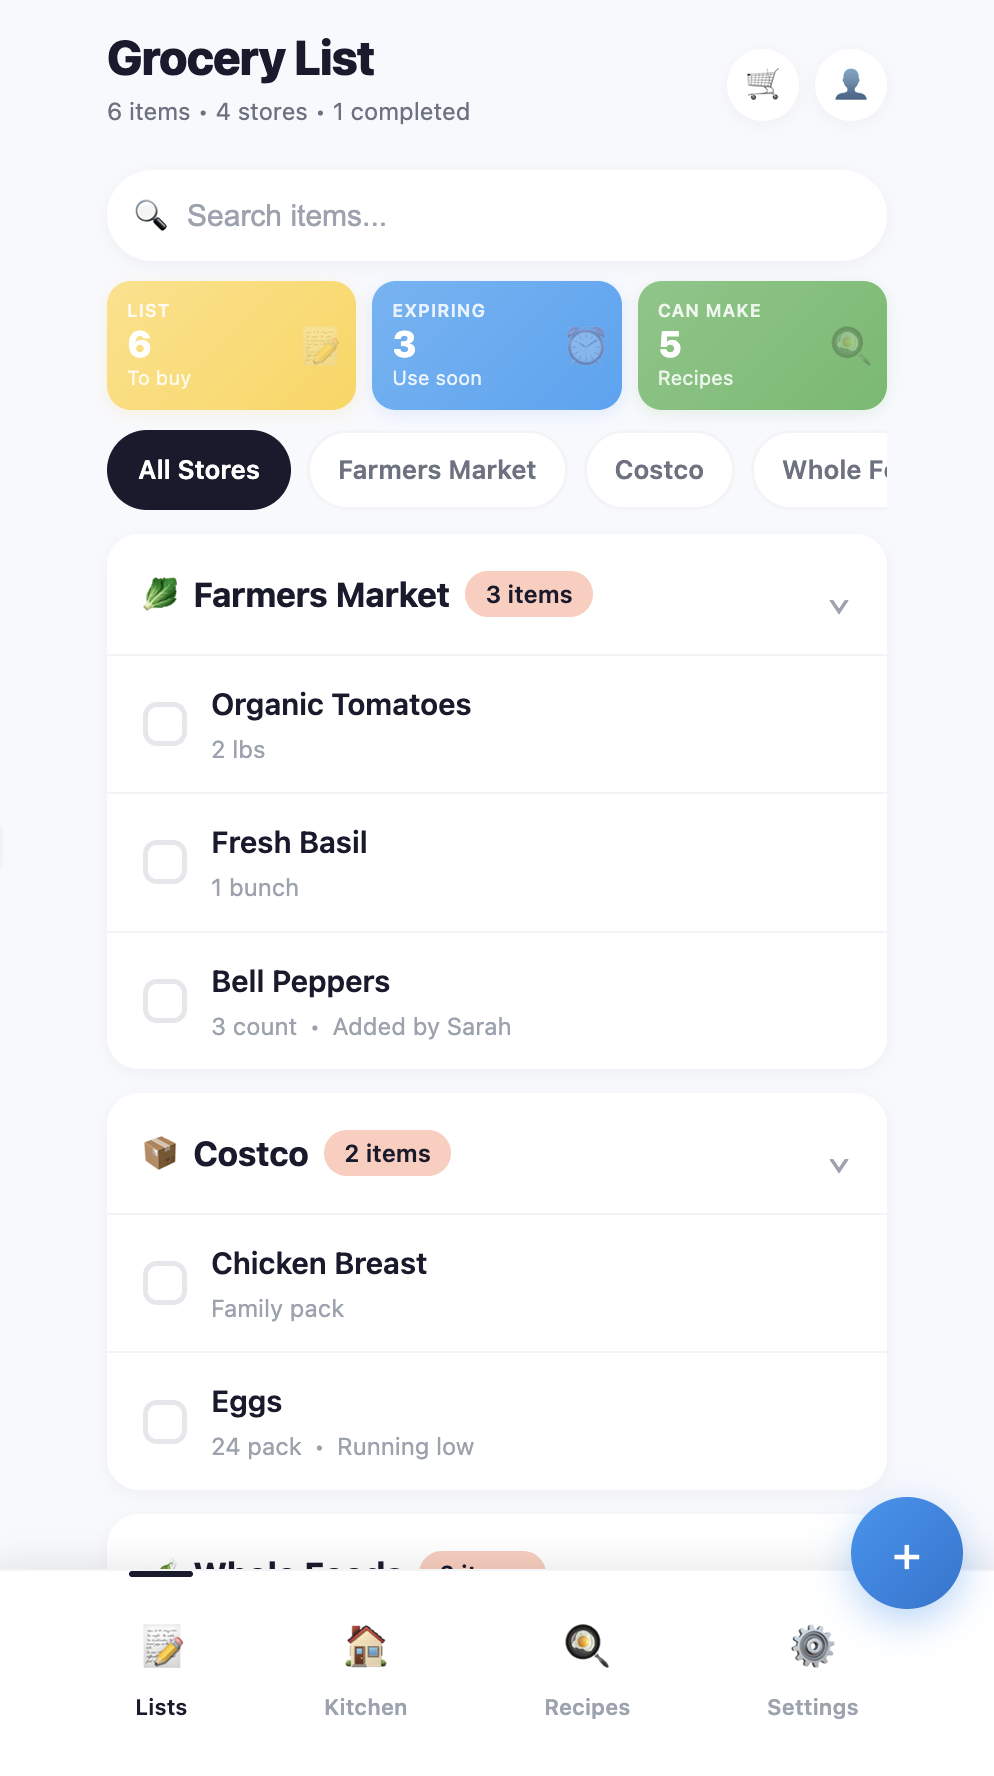 Grocery List
6 items • 4 stores • 1 completed
Search items...
LIST
6
To buy
EXPIRING
3
Use soon
CAN MAKE
5
Recipes
All Stores
Farmers Market
Costco
Whole Fo
Farmers Market
3 items
Organic Tomatoes
2 lbs
Fresh Basil
1 bunch
Bell Peppers
3 count • Added by Sarah
Costco
2 items
Chicken Breast
Family pack
Eggs
24 pack • Running low
Whole Foods
+
Lists
Kitchen
Recipes
Settings